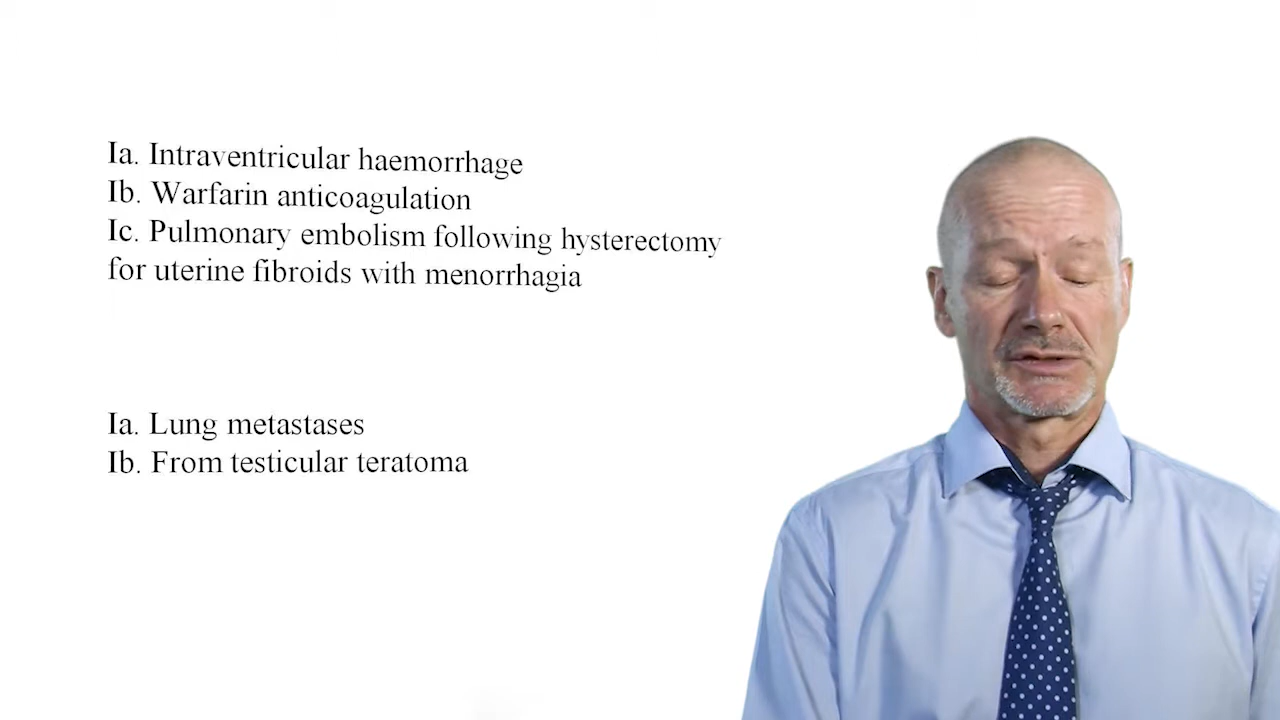 Ia. Intraventricular haemorrhage
Ib. Warfarin anticoagulation
Ic. Pulmonary embolism following hysterectomy
for uterine fibroids with menorrhagia
Ia. Lung metastases
Ib. From testicular teratoma